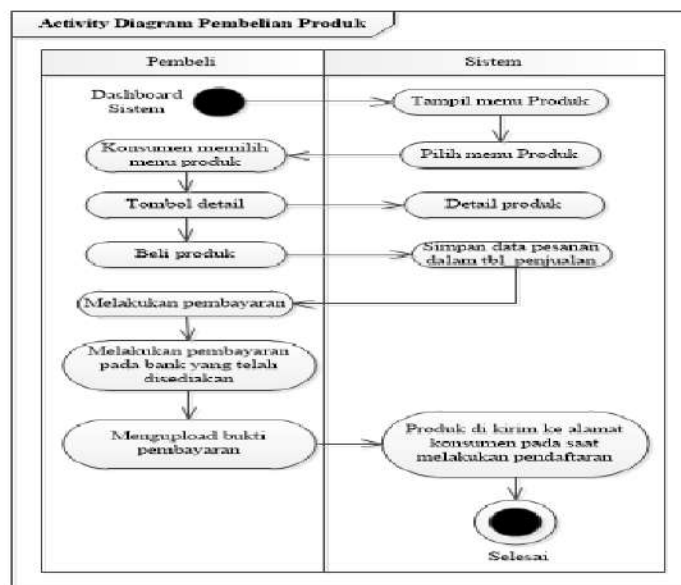 Activity Diagram Pembelian Produk
Pembeli
Sistem
Dashboard
Sistem
Tampil menu Produk
Konsumen memilih
menu produk
Pilih menu Produk
Tombol detail
Detail produk
Beli produk
Simpan data pesanan
dalam tbl_penjualan
Melakukan pembayaran
Melakukan pembayaran
pada bank yang telah
disediakan
Mengupload bukti
pembayaran
Produk di kirim ke alamat
konsumen pada saat
melakukan pendaftaran
Selesai